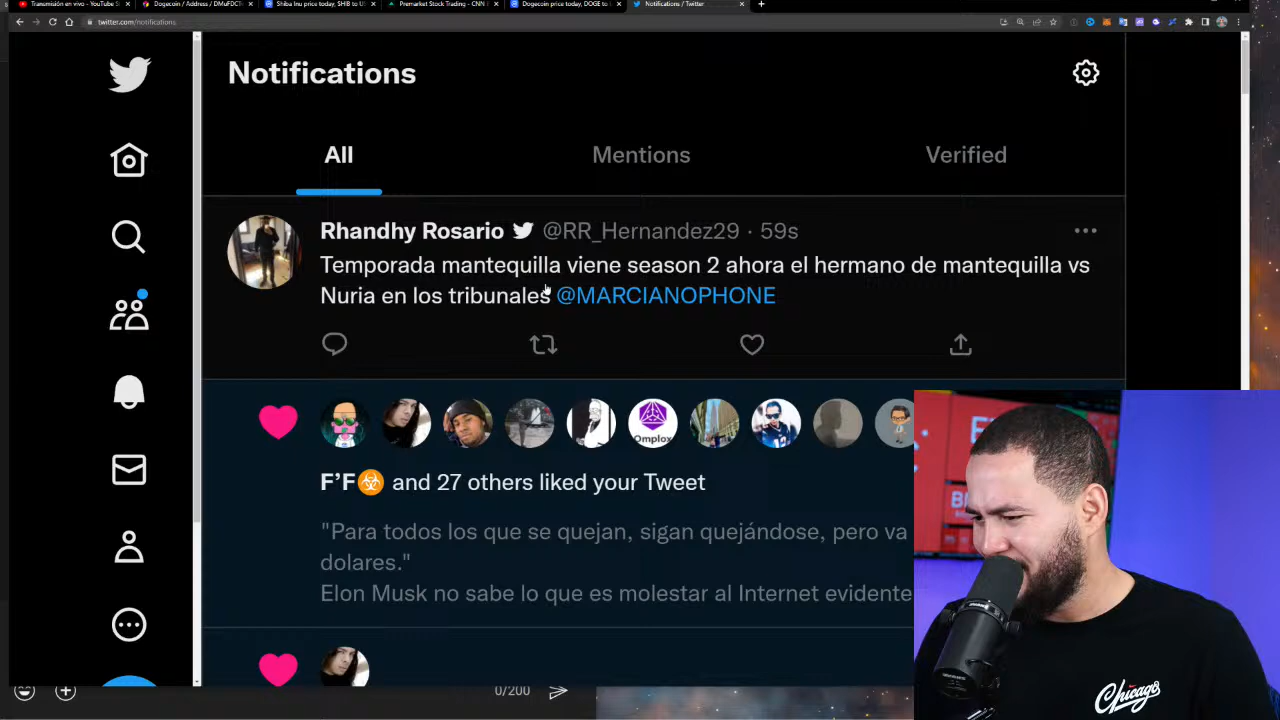 Transmisión en vivo - YouTube S
Dogecoin / Address / DMuFDCT
Shiba Inu price today, SHIB to U
Premarket Stock Trading - CNN
Dogecoin price today, DOGE to
Notifications / Twitter
twitter.com/notifications
Notifications
All
Mentions
Verified
Rhandhy Rosario @RR_Hernandez29 · 59s
Temporada mantequilla viene season 2 ahora el hermano de mantequilla vs
Nuria en los tribunales @MARCIANOPHONE
Omplox
F'F and 27 others liked your Tweet
"Para todos los que se quejan, sigan quejándose, pero va
dolares."
Elon Musk no sabe lo que es molestar al Internet evidente
0/200
Chicago